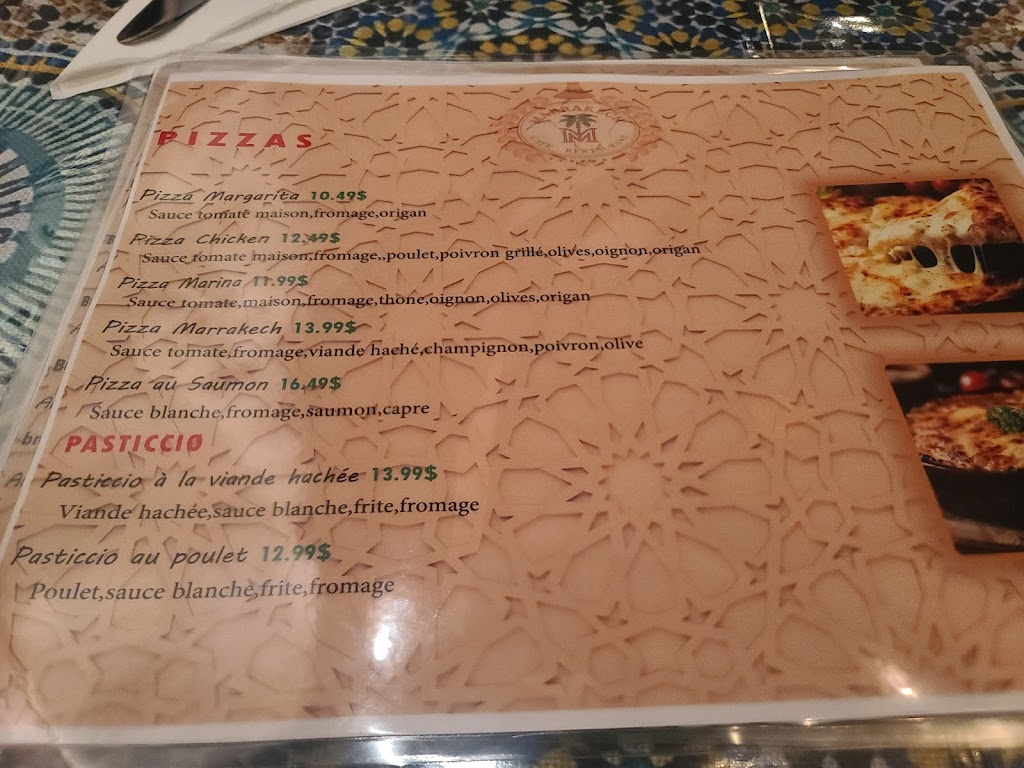 PIZZAS
Pizza Margarita 10.49$
Sauce tomate maison,fromage,origan
Pizza Chicken 12.49$
Sauce tomate maison,fromage,,poulet,poivron grillé,olives,oignon,origan
Pizza Marina 11.99$
Sauce tomate,maison,fromage,thone,oignon,olives,origan
Pizza Marrakech 13.99$
Sauce tomate,fromage,viande haehé,champignon,poivron,olive
Pizza au Saumon 16.49$
Sauce blanche,fromage,saumon,capre
PASTICCIO
Pasticcio à la viande hachée 13.99$
Viande hachée,sauce blanche,frite,fromage
Pasticcio au poulet 12.99$
Poulet,sauce blanche,frite,fromage